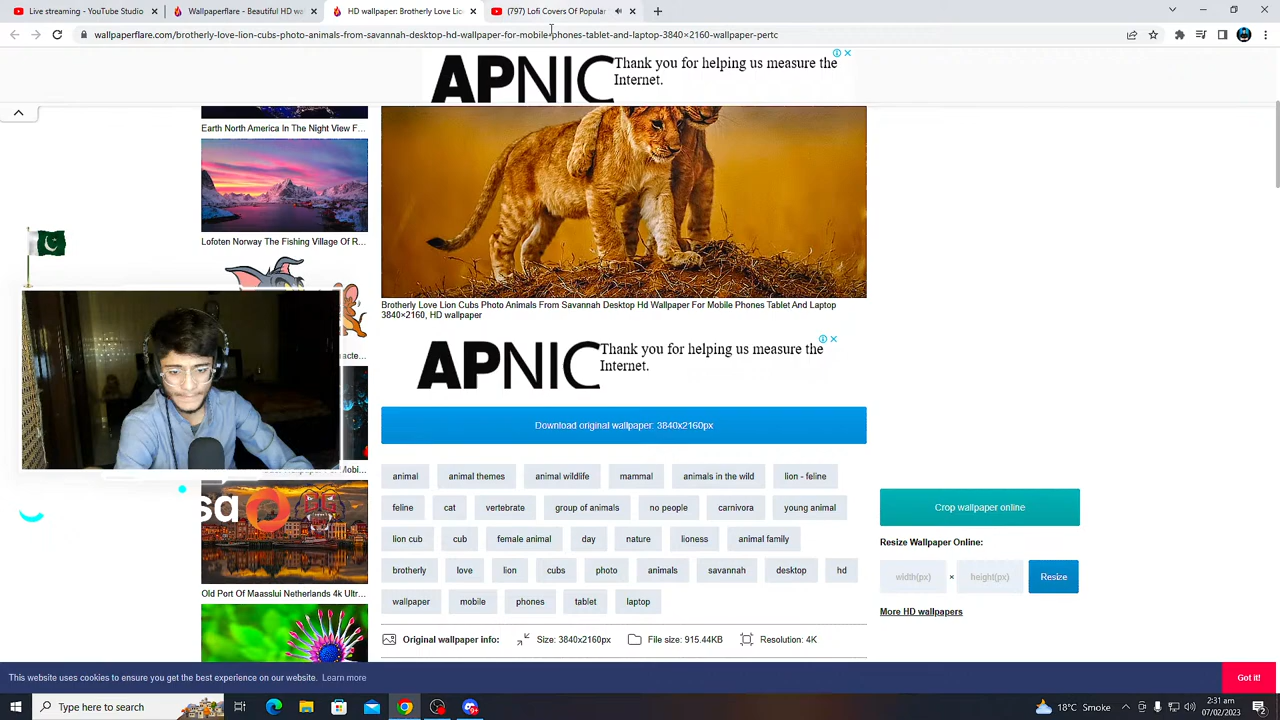 Live streaming - YouTube Studio
Wallpaperflare - Beautiful HD wa
HD wallpaper: Brotherly Love Lion
(797) Lofi Covers Of Popular
wallpaperflare.com/brotherly-love-lion-cubs-photo-animals-from-savannah-desktop-hd-wallpaper-for-mobile-phones-tablet-and-laptop-3840×2160-wallpaper-pertc
APNIC
Thank you for helping us measure the
Internet.
Earth North America In The Night View F...
Lofoten Norway The Fishing Village Of R...
Brotherly Love Lion Cubs Photo Animals From Savannah Desktop Hd Wallpaper For Mobile Phones Tablet And Laptop
3840×2160, HD wallpaper
APNIC
Thank you for helping us measure the
Internet.
Download original wallpaper: 3840x2160px
animal
animal themes
animal wildlife
mammal
animals in the wild
lion - feline
feline
cat
vertebrate
group of animals
no people
carnivora
young animal
lion cub
cub
female animal
day
nature
lioness
animal family
brotherly
love
lion
cubs
photo
animals
savannah
desktop
hd
wallpaper
mobile
phones
tablet
laptop
Original wallpaper info:
Size: 3840x2160px
File size: 915.44KB
Resolution: 4K
Old Port Of Maasslui Netherlands 4k Ultr...
Crop wallpaper online
Resize Wallpaper Online:
width(px)
×
height(px)
Resize
More HD wallpapers
This website uses cookies to ensure you get the best experience on our website. Learn more
Got it!
Type here to search
18°C Smoke
2:31 am
07/02/2023